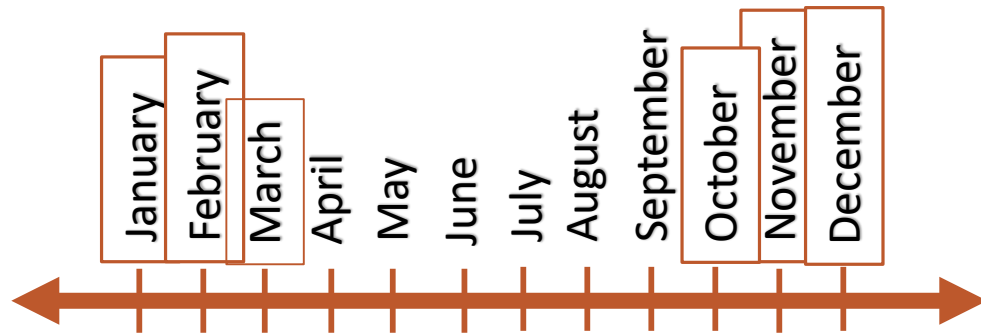 January
February
March
April
May
June
July
August
September
October
November
December